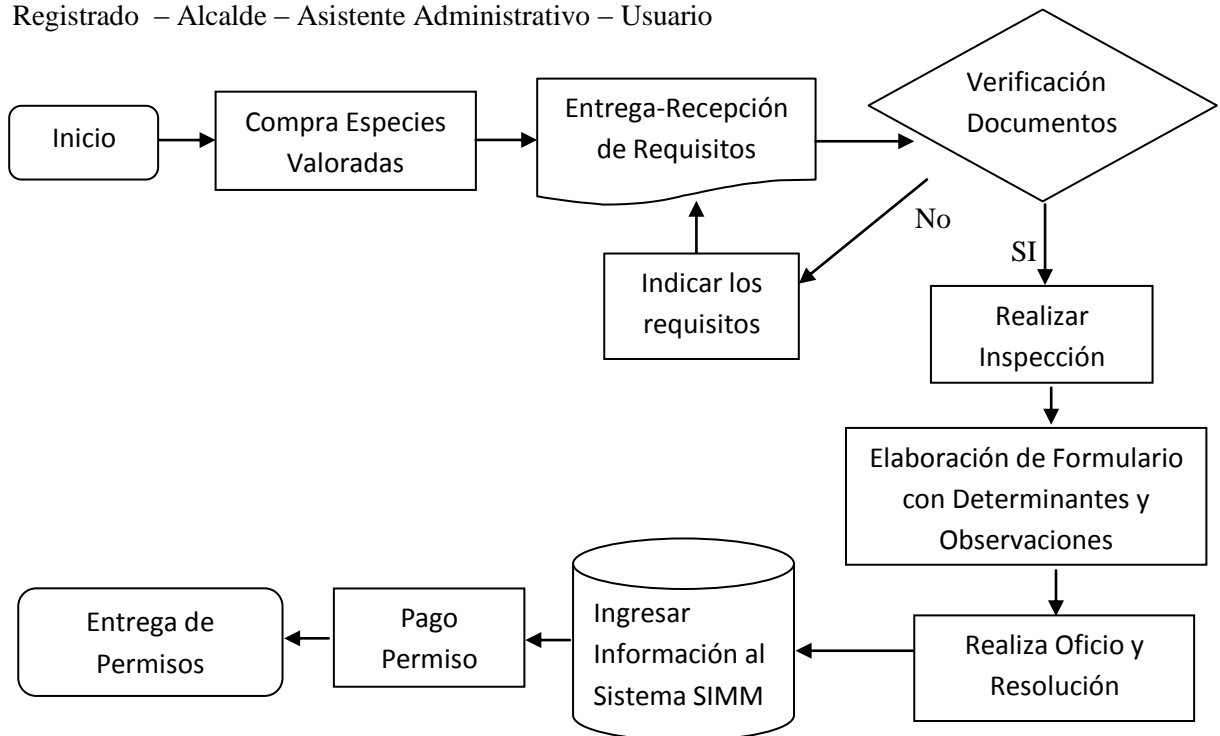 Registrado – Alcalde – Asistente Administrativo – Usuario
Inicio
Compra Especies
Valoradas
Entrega-Recepción
de Requisitos
Verificación
Documentos
No
SI
Indicar los
requisitos
Realizar
Inspección
Elaboración de Formulario
con Determinantes y
Observaciones
Realiza Oficio y
Resolución
Ingresar
Información al
Sistema SIMM
Pago
Permiso
Entrega de
Permisos